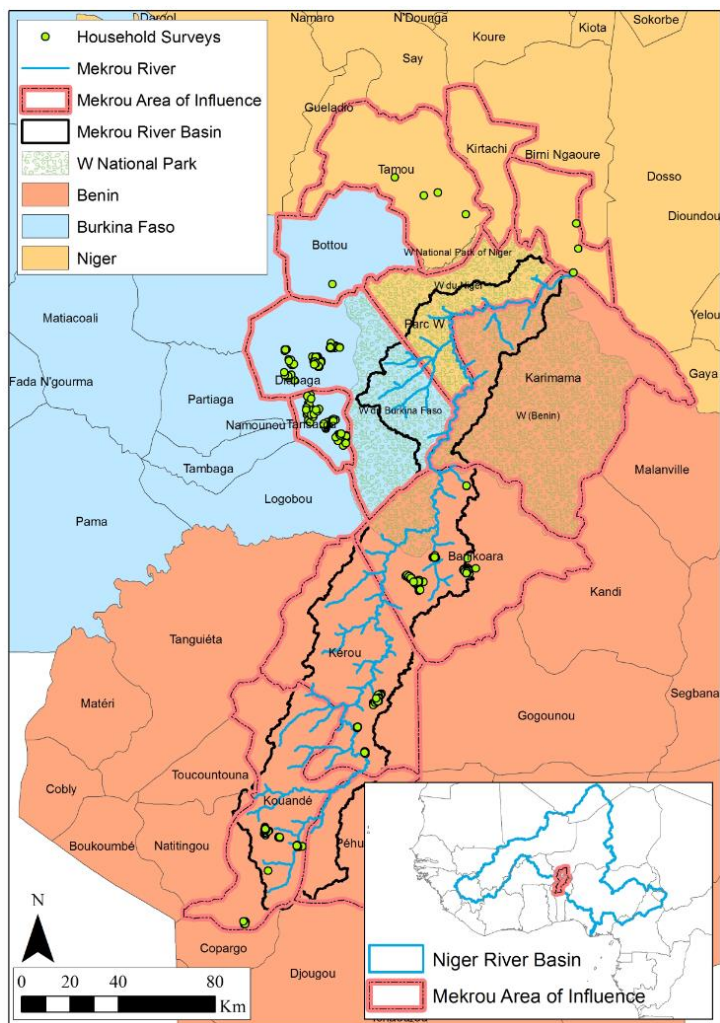 Household Surveys
Mekrou River
Mekrou Area of Influence
Mekrou River Basin
W National Park
Benin
Burkina Faso
Niger
Namaro
N'Dounga
Kiota
Sokorbe
Koure
Say
Gueladio
Kirtachi
Tamou
Birni Ngaoure
Dosso
Dioundou
Bottou
W National Park of Niger
W du Niger
Matiacoali
Parc W
Yelou
Gaya
Fada N'gourma
Partiaga
Diapaga
Karimama
W du Burkina Faso
W (Benin)
Namounou
Tambaga
Logobou
Malanville
Pama
Banikoara
Kandi
Tanguiéta
Kérou
Segbana
Matéri
Gogounou
Toucountouna
Cobly
Kouandé
Boukoumbé
Natitingou
Péhu
N
Copargo
Djougou
0 10 20 40 80
Km
Niger River Basin
Mekrou Area of Influence